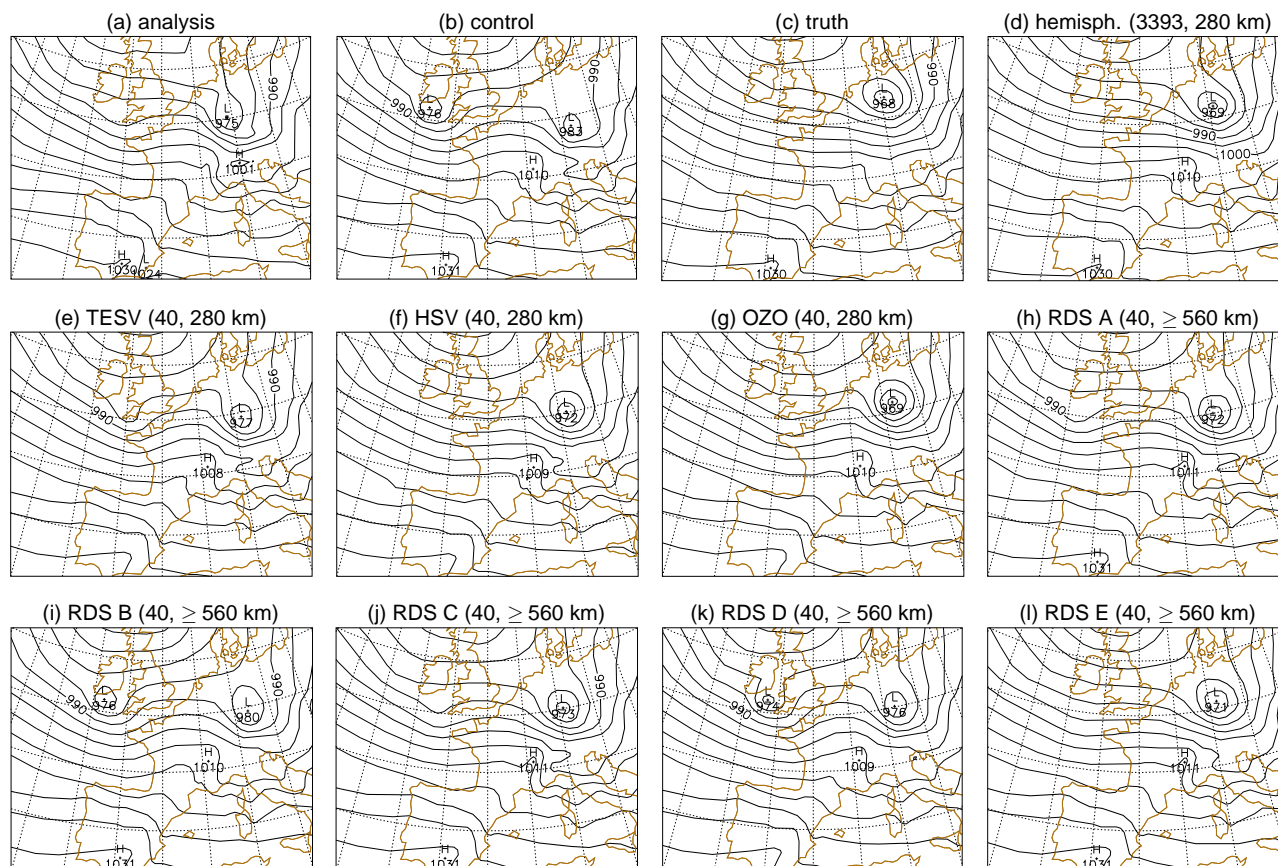 (a) analysis
(b) control
(c) truth
(d) hemisph. (3393, 280 km)
990
L
975
H
1001
H
1030
1024
990
990
L
976
L
983
H
1010
H
1031
990
L
968
H
1030
L
969
990
1000
H
1010
H
1030
(e) TESV (40, 280 km)
(f) HSV (40, 280 km)
(g) OZO (40, 280 km)
(h) RDS A (40, ≥ 560 km)
990
990
L
977
H
1008
L
972
H
1009
L
969
H
1010
990
L
972
H
1011
H
1031
(i) RDS B (40, ≥ 560 km)
(j) RDS C (40, ≥ 560 km)
(k) RDS D (40, ≥ 560 km)
(l) RDS E (40, ≥ 560 km)
990
L
976
990
L
980
H
1010
H
1031
990
L
973
H
1011
H
1031
990
L
974
L
976
H
1009
H
1031
L
971
H
1011
H
1031